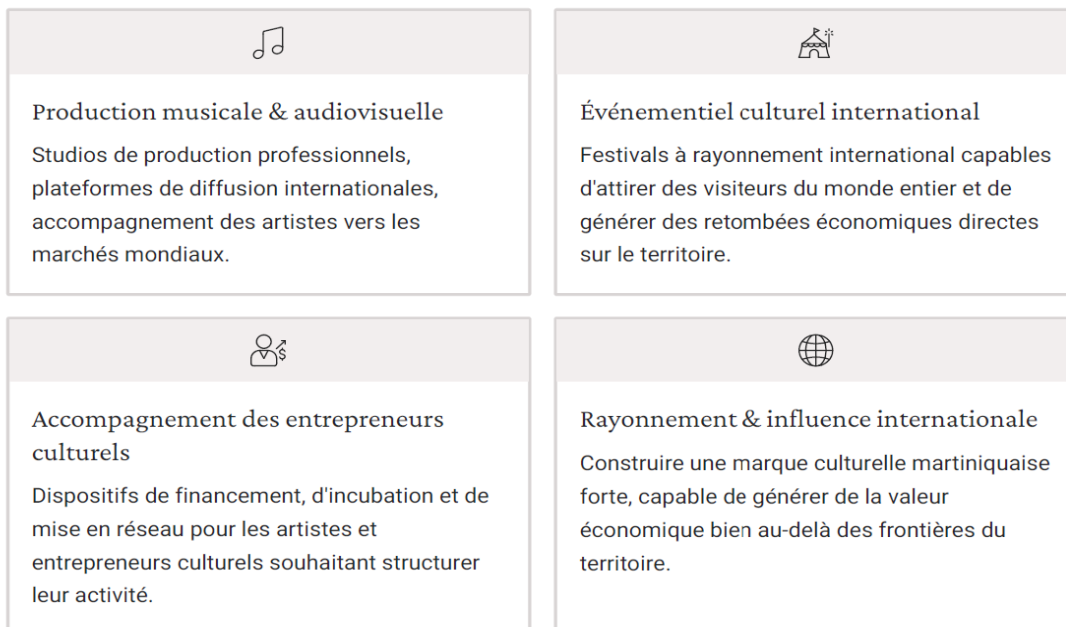 Production musicale & audiovisuelle
Studios de production professionnels,
plateformes de diffusion internationales,
accompagnement des artistes vers les
marchés mondiaux.
Événementiel culturel international
Festivals à rayonnement international capables
d'attirer des visiteurs du monde entier et de
générer des retombées économiques directes
sur le territoire.
Accompagnement des entrepreneurs
culturels
Dispositifs de financement, d'incubation et de
mise en réseau pour les artistes et
entrepreneurs culturels souhaitant structurer
leur activité.
Rayonnement & influence internationale
Construire une marque culturelle martiniquaise
forte, capable de générer de la valeur
économique bien au-delà des frontières du
territoire.